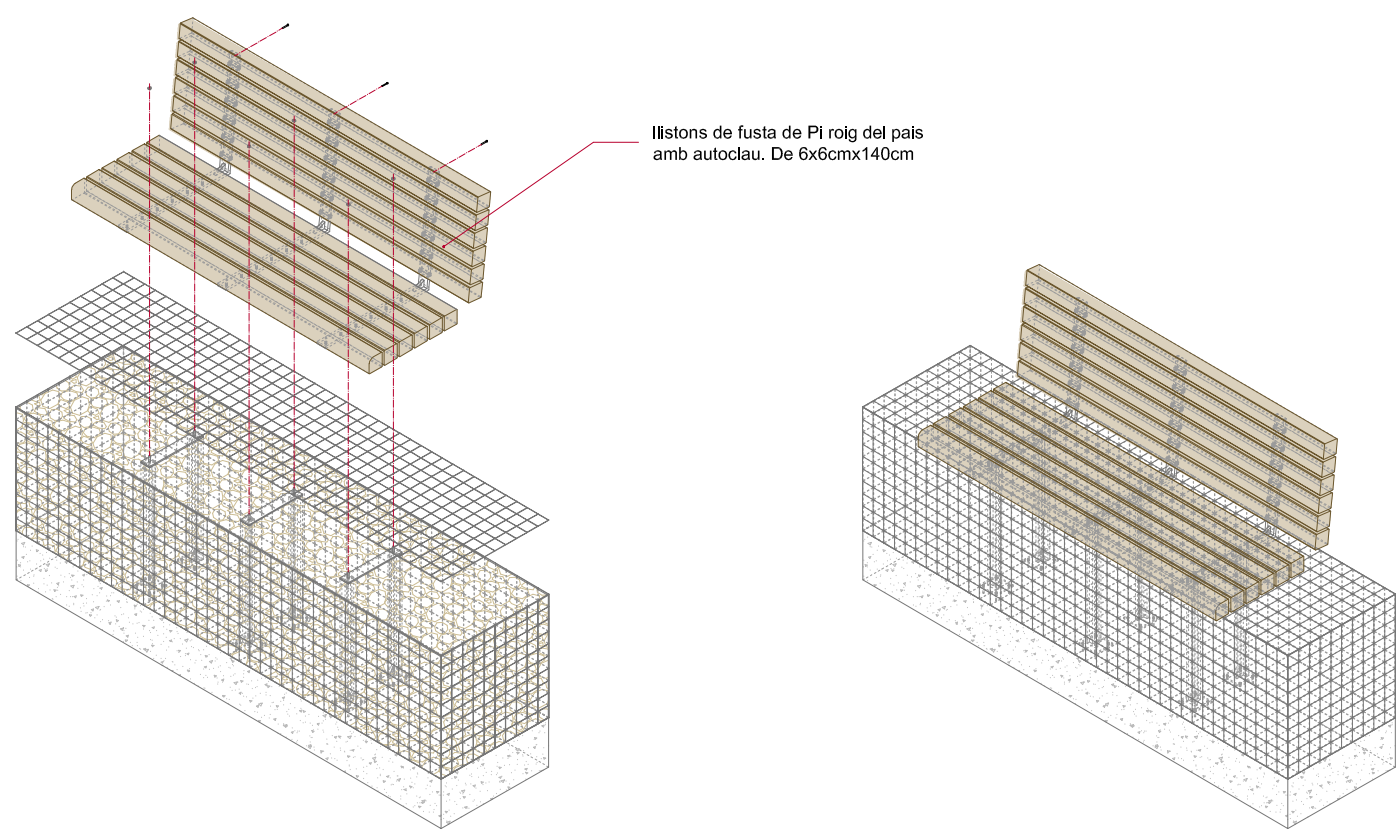 llistons de fusta de Pi roig del pais
amb autoclau. De 6x6cmx140cm